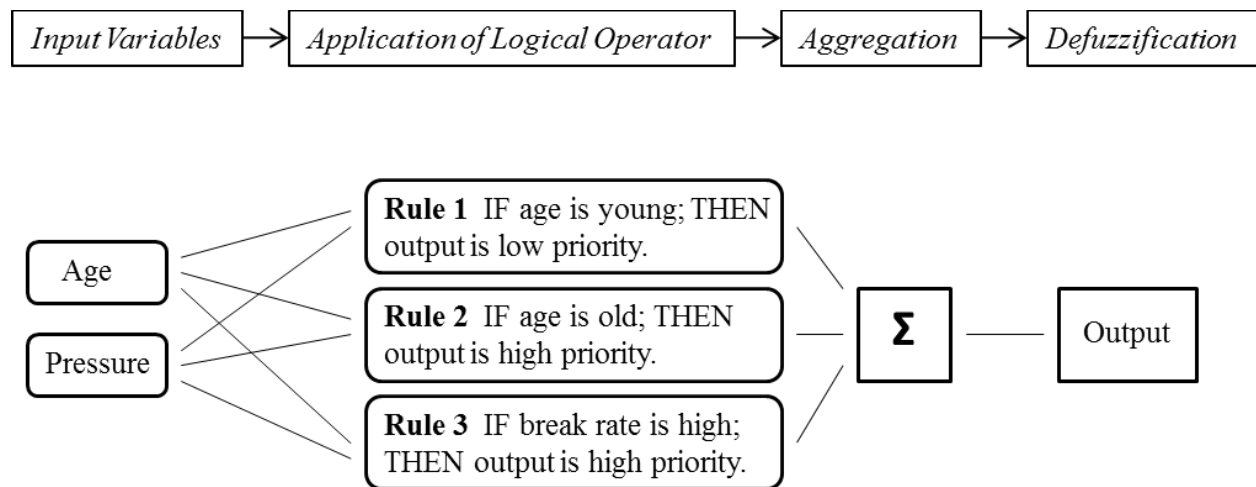 Input Variables
Application of Logical Operator
Aggregation
Defuzzification
Age
Pressure
Rule 1 IF age is young; THEN
output is low priority.
Rule 2 IF age is old; THEN
output is high priority.
Rule 3 IF break rate is high;
THEN output is high priority.
Σ
Output